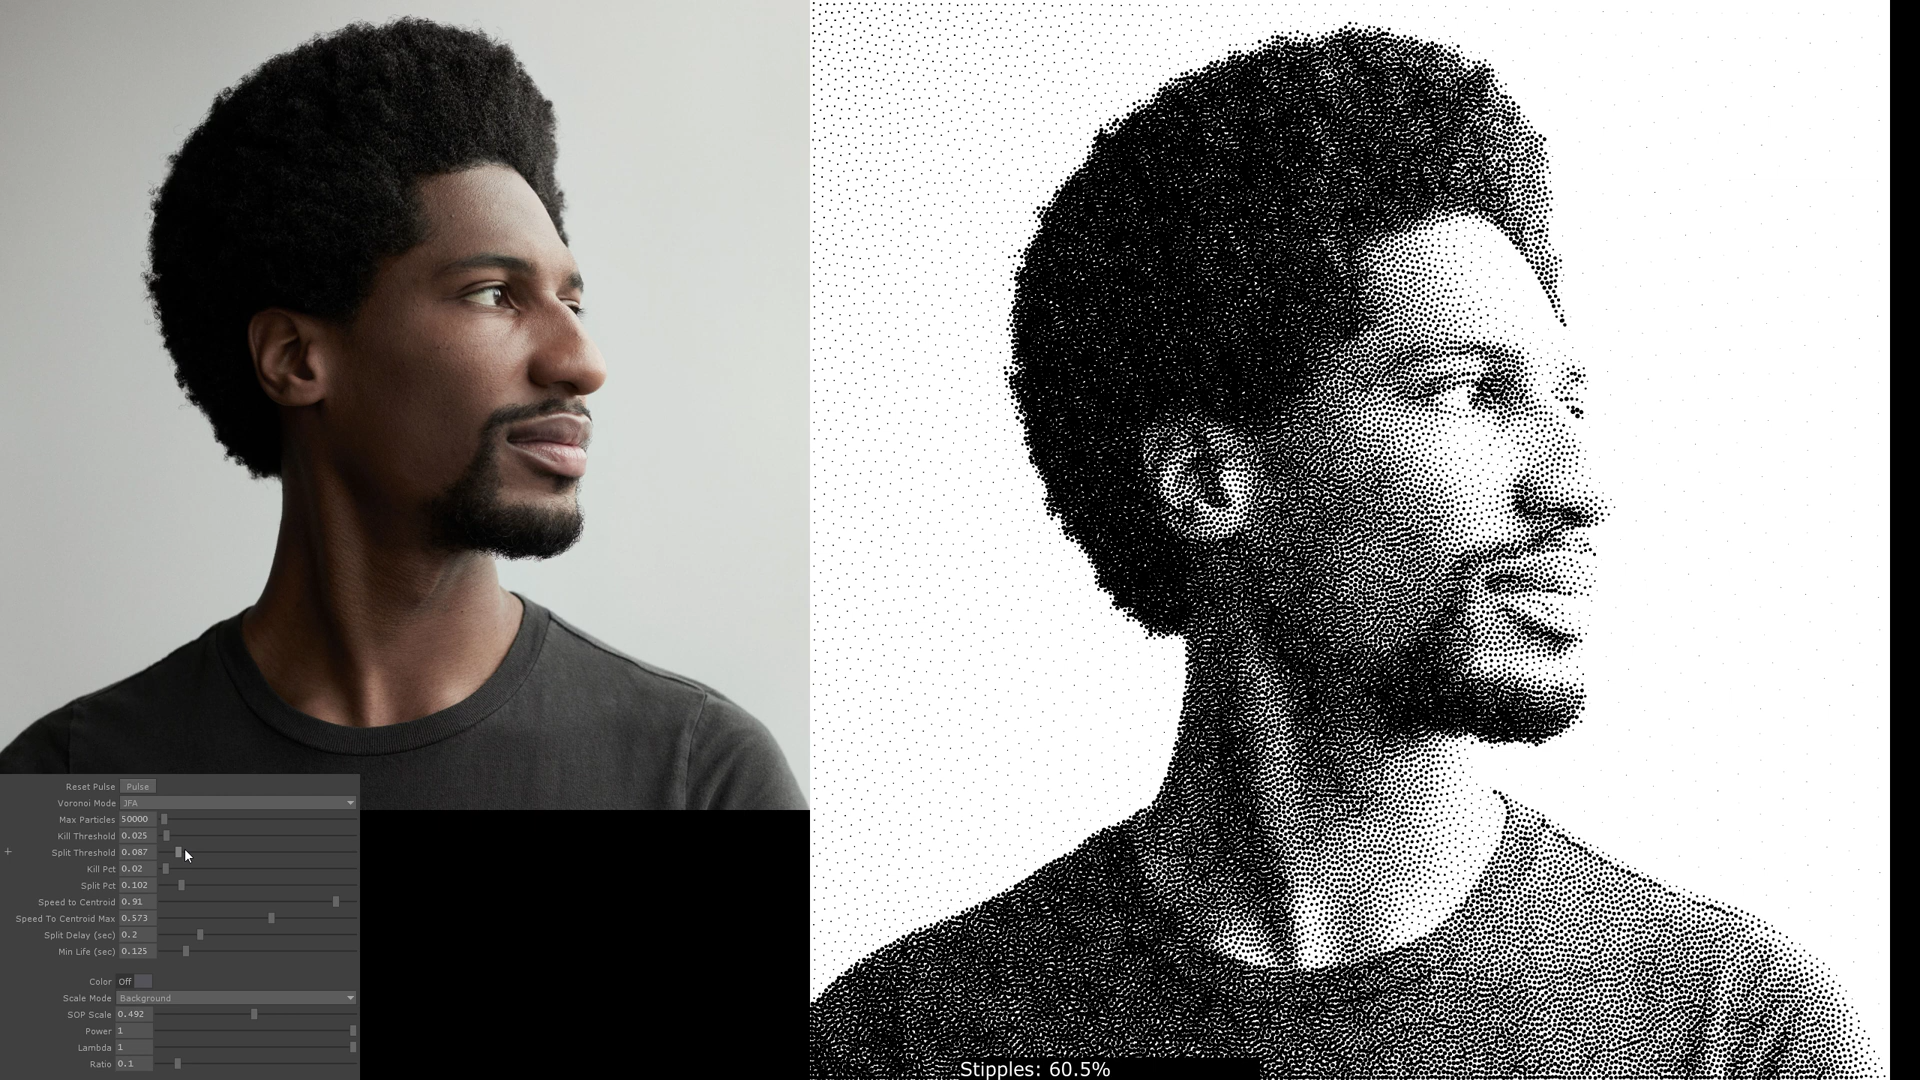 Reset Pulse Pulse
Voronoi Mode JFA
Max Particles 50000
Kill Threshold 0.025
+ Split Threshold 0.087
Kill Pct 0.02
Split Pct 0.102
Speed to Centroid 0.91
Speed To Centroid Max 0.573
Split Delay (sec) 0.2
Min Life (sec) 0.125
Color Off
Scale Mode Background
SOP Scale 0.492
Power 1
Lambda 1
Ratio 0.1
Stipples: 60.5%